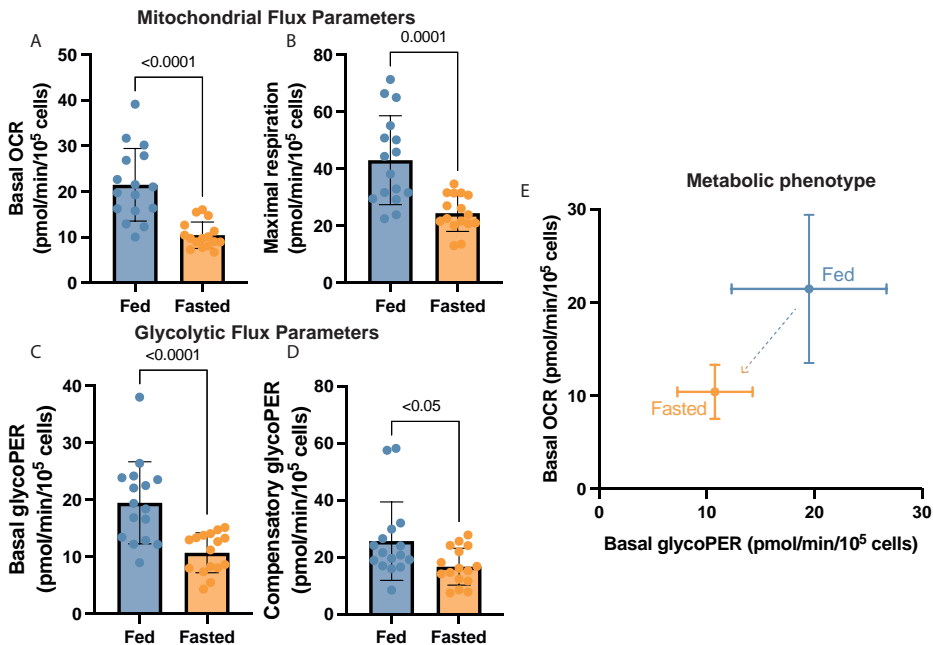 Mitochondrial Flux Parameters
A
Basal OCR
(pmol/min/10⁵ cells)
50
40
30
20
10
0
<0.0001
Fed
Fasted
B
Maximal respiration
(pmol/min/10⁵ cells)
80
60
40
20
0
0.0001
Fed
Fasted
Glycolytic Flux Parameters
C
Basal glycoPER
(pmol/min/10⁵ cells)
40
30
20
10
0
<0.0001
Fed
Fasted
D
Compensatory glycoPER
(pmol/min/10⁵ cells)
80
60
40
20
0
<0.05
Fed
Fasted
E
Metabolic phenotype
Basal OCR (pmol/min/10⁵ cells)
30
20
10
0
Fed
Fasted
0
10
20
30
Basal glycoPER (pmol/min/10⁵ cells)